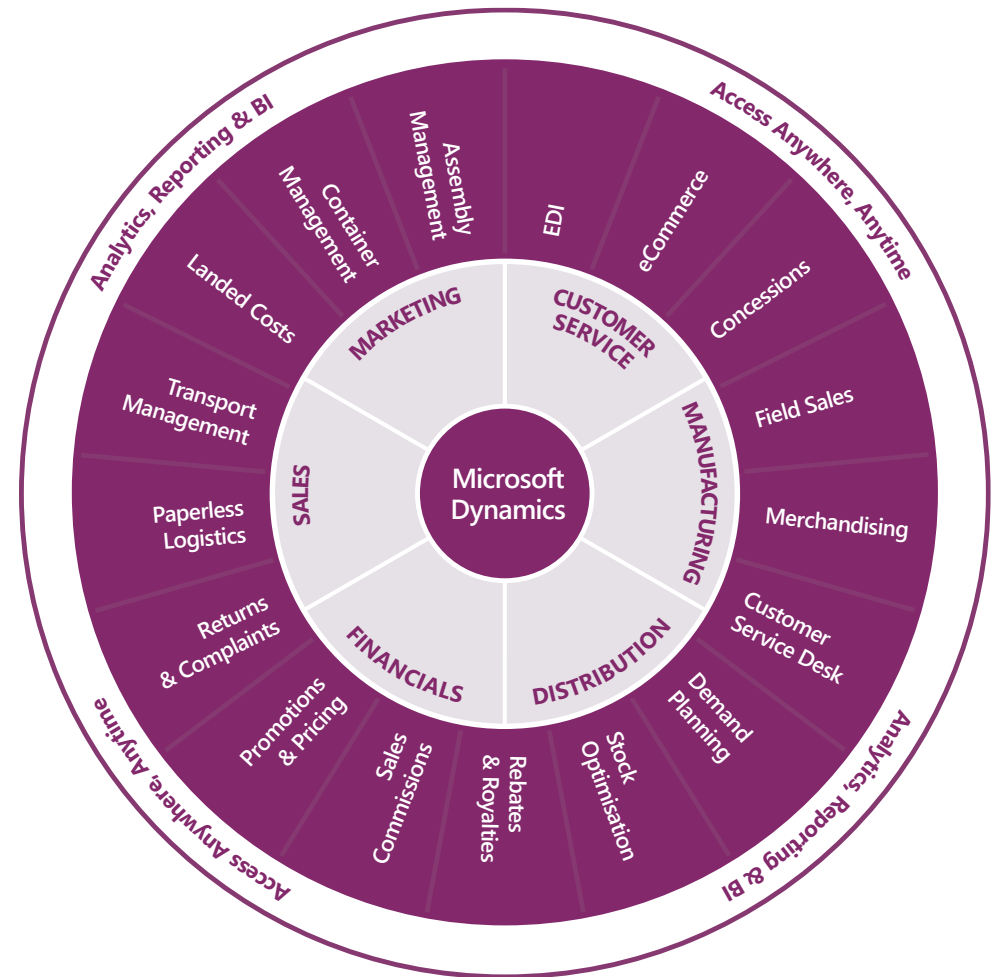 Analytics, Reporting & BI
Access Anywhere, Anytime
Assembly
Management
EDI
eCommerce
Concessions
Field Sales
Merchandising
Customer
Service Desk
Demand
Planning
Stock
Optimisation
Rebates
& Royalties
Sales
Commissions
Promotions
& Pricing
Returns
& Complaints
Paperless
Logistics
Transport
Management
Landed Costs
Container
Management
MARKETING
CUSTOMER
SERVICE
MANUFACTURING
DISTRIBUTION
FINANCIALS
SALES
Microsoft
Dynamics
Access Anywhere, Anytime
Analytics, Reporting & BI